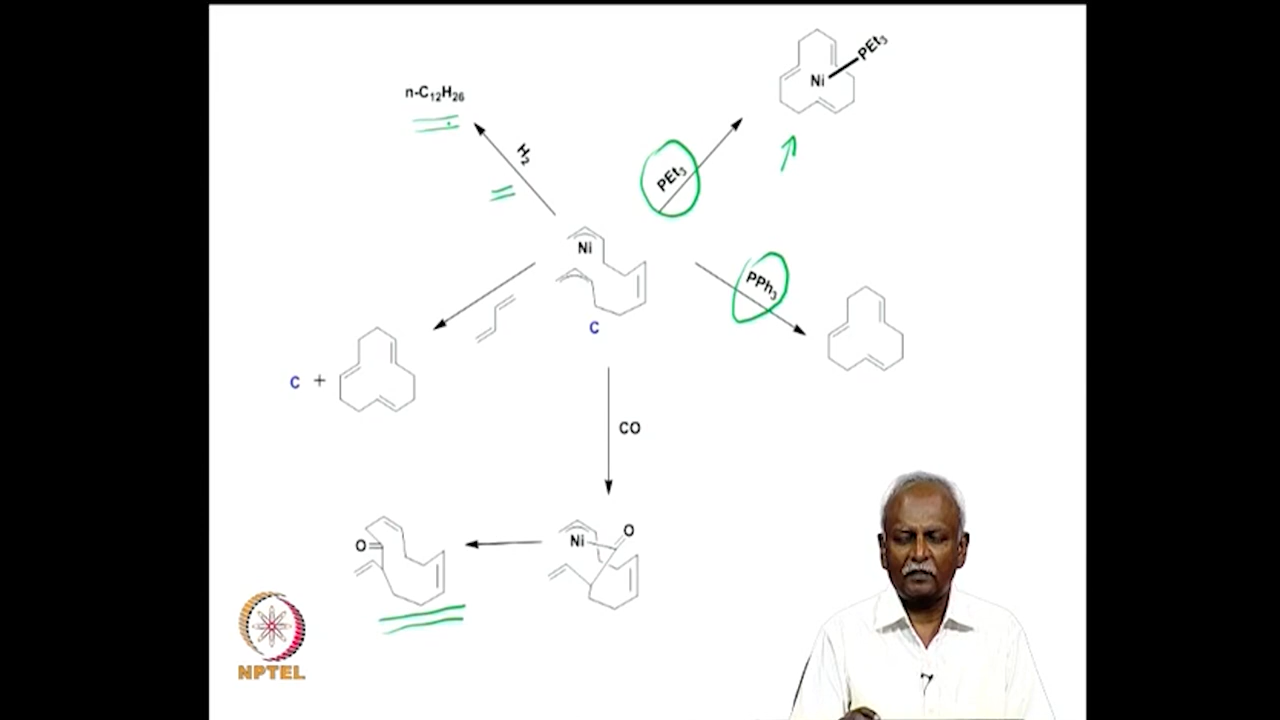 n-C12H26
H2
PEt3
Ni
PEt3
Ni
C
PPh3
C +
CO
O
Ni
O
NPTEL